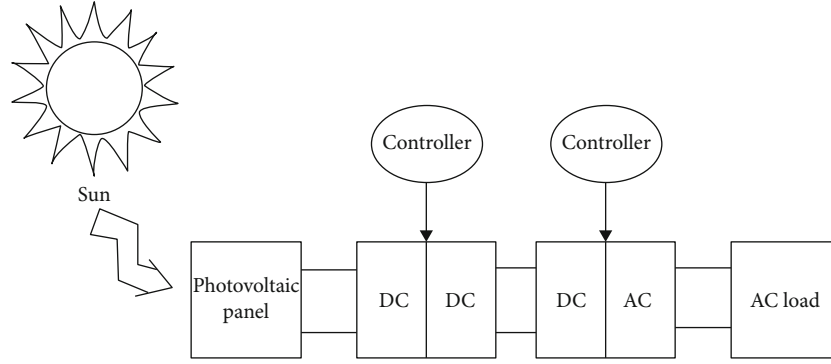 Sun
Controller
Controller
Photovoltaic
panel
DC
DC
DC
AC
AC load